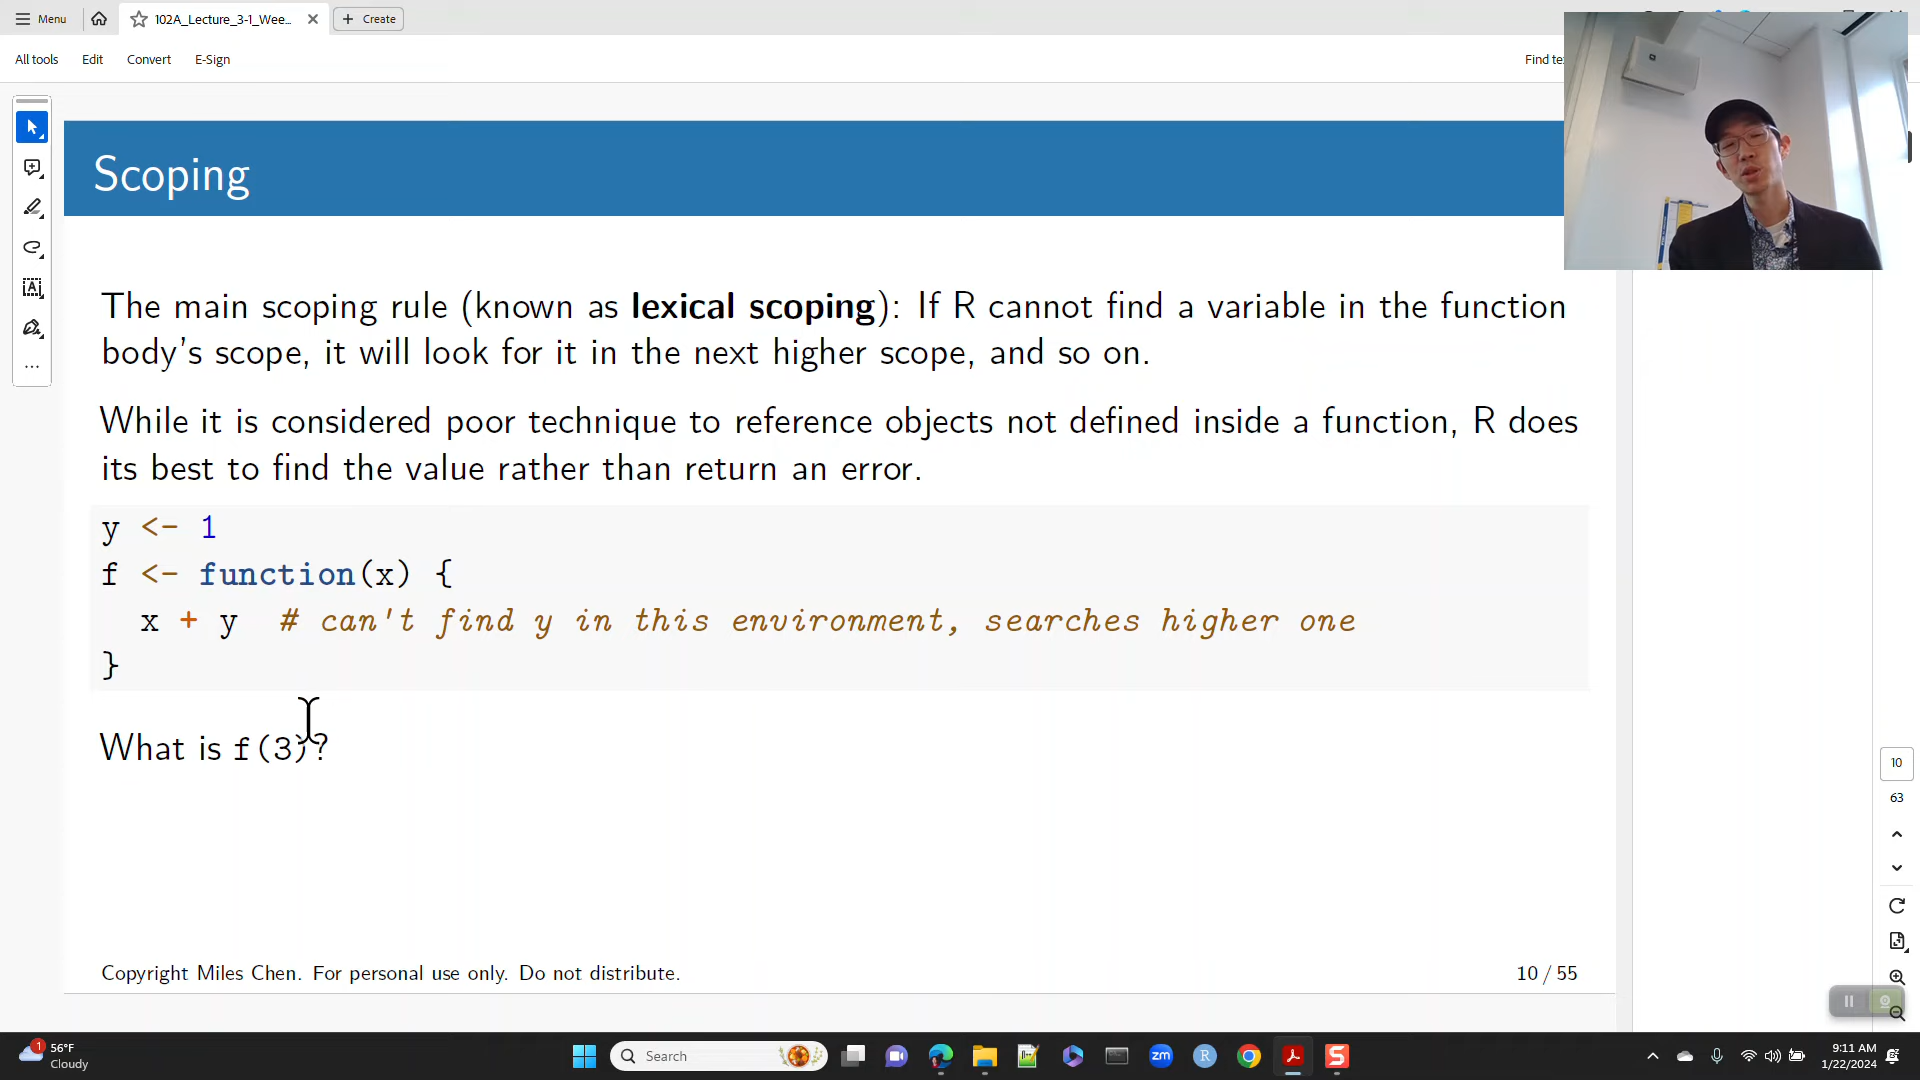 Menu
102A_Lecture_3-1_Wee...
Create
All tools
Edit
Convert
E-Sign
Scoping
The main scoping rule (known as lexical scoping): If R cannot find a variable in the function
body's scope, it will look for it in the next higher scope, and so on.
While it is considered poor technique to reference objects not defined inside a function, R does
its best to find the value rather than return an error.
y <- 1
f <- function(x) {
x + y # can't find y in this environment, searches higher one
}
What is f(3)?
10
63
Copyright Miles Chen. For personal use only. Do not distribute.
10 / 55
1
56°F
Cloudy
Search
zm
R
S
9:11 AM
1/22/2024